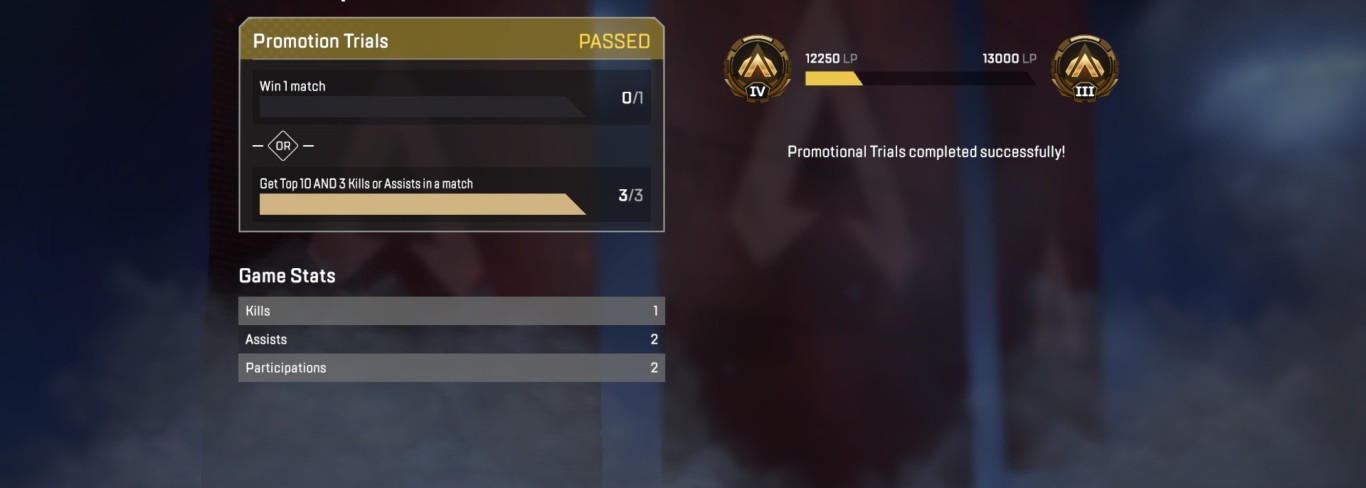 Promotion Trials PASSED
Win 1 match
0/1
OR
Get Top 10 AND 3 Kills or Assists in a match
3/3
Game Stats
Kills 1
Assists 2
Participations 2
12250 LP 13000 LP
IV III
Promotional Trials completed successfully!